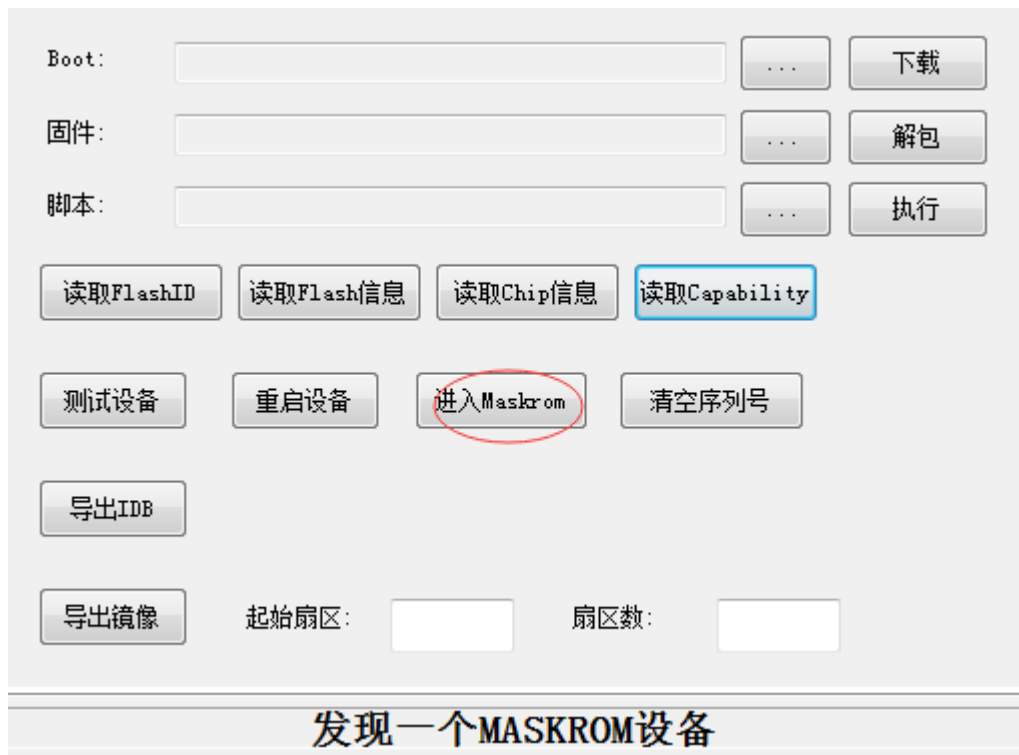 Boot: ... 下载
固件: ... 解包
脚本: ... 执行
读取FlashID 读取Flash信息 读取Chip信息 读取Capability
测试设备 重启设备 进入Maskrom 清空序列号
导出IDB
导出镜像 起始扇区: 扇区数:
发现一个MASKROM设备